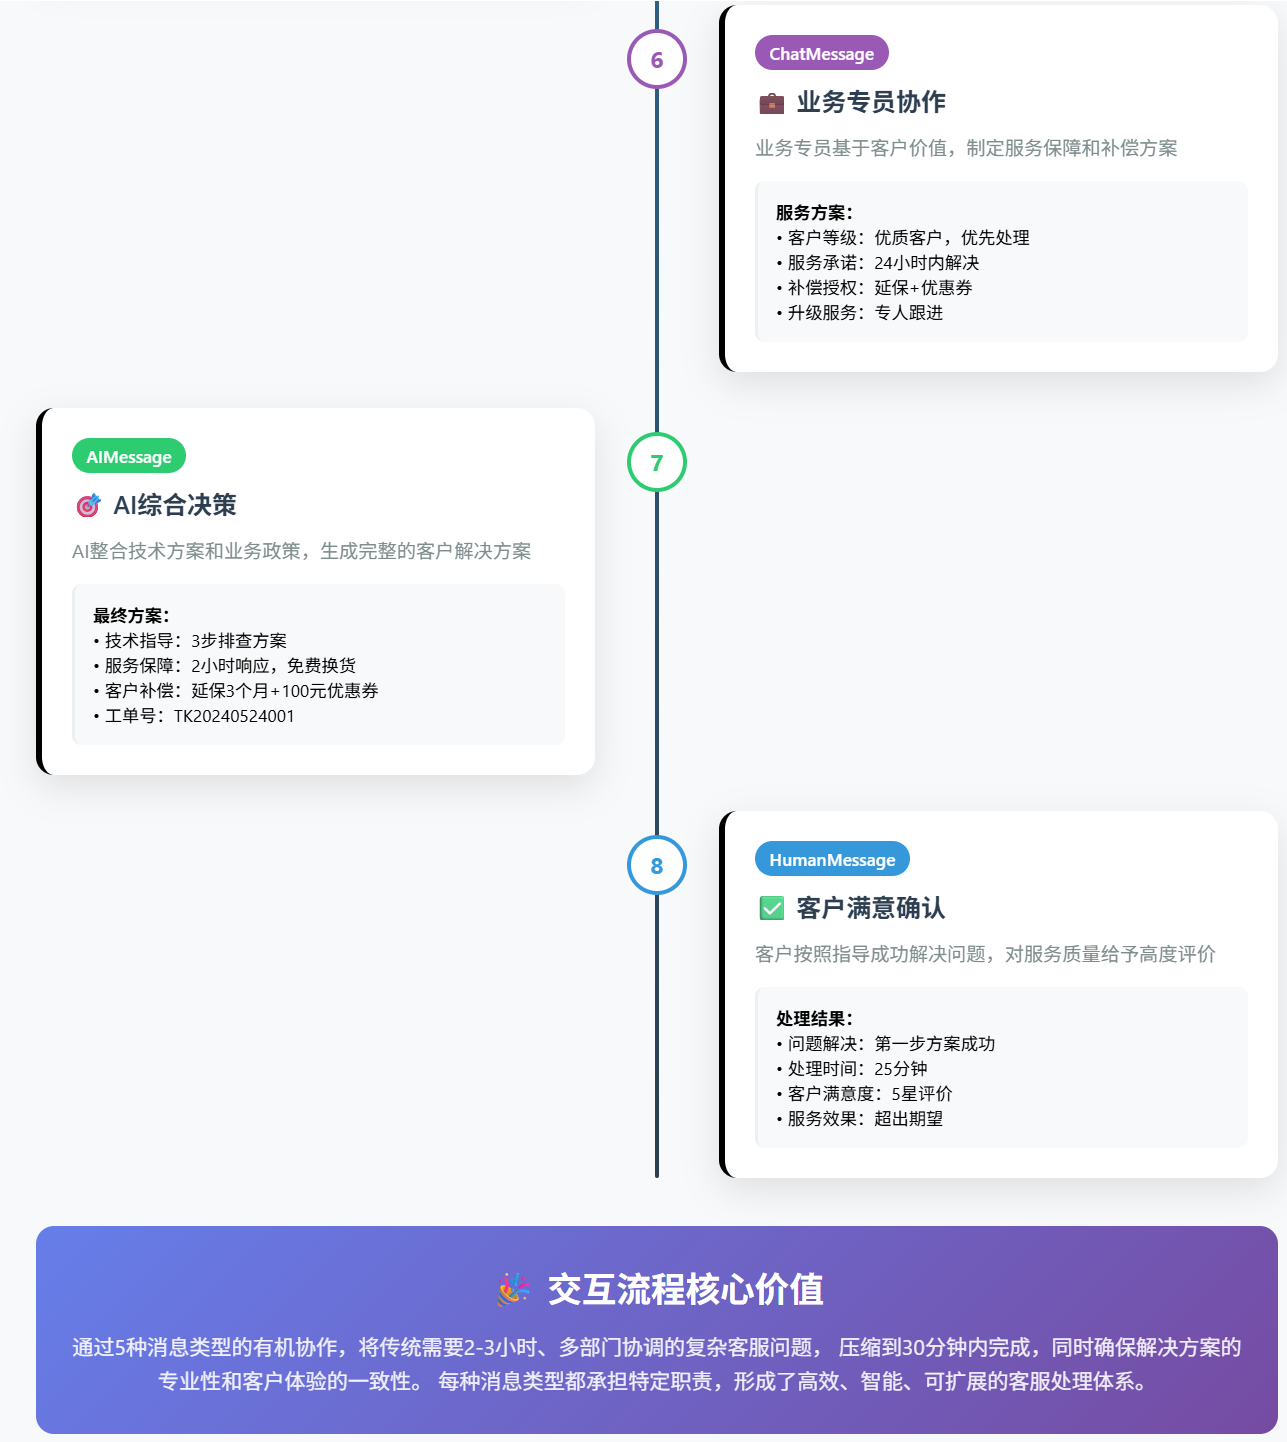 6
ChatMessage
业务专员协作
业务专员基于客户价值，制定服务保障和补偿方案
服务方案：
• 客户等级：优质客户，优先处理
• 服务承诺：24小时内解决
• 补偿授权：延保+优惠券
• 升级服务：专人跟进
7
AIMessage
AI综合决策
AI整合技术方案和业务政策，生成完整的客户解决方案
最终方案：
• 技术指导：3步排查方案
• 服务保障：2小时响应，免费换货
• 客户补偿：延保3个月+100元优惠券
• 工单号：TK20240524001
8
HumanMessage
客户满意确认
客户按照指导成功解决问题，对服务质量给予高度评价
处理结果：
• 问题解决：第一步方案成功
• 处理时间：25分钟
• 客户满意度：5星评价
• 服务效果：超出期望
交互流程核心价值
通过5种消息类型的有机协作，将传统需要2-3小时、多部门协调的复杂客服问题， 压缩到30分钟内完成，同时确保解决方案的
专业性和客户体验的一致性。 每种消息类型都承担特定职责，形成了高效、智能、可扩展的客服处理体系。